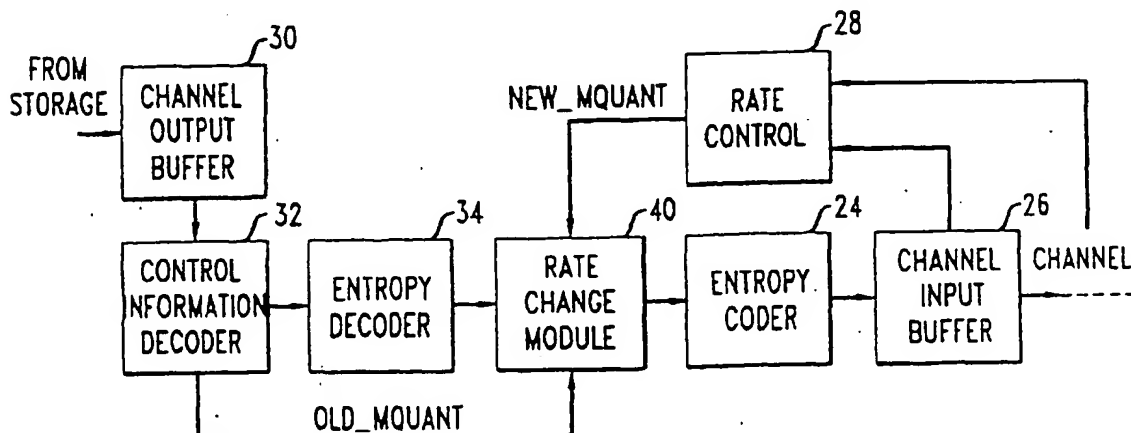 30
FROM
STORAGE
CHANNEL
OUTPUT
BUFFER
28
NEW_MQUANT
RATE
CONTROL
32
CONTROL
INFORMATION
DECODER
34
ENTROPY
DECODER
40
RATE
CHANGE
MODULE
24
ENTROPY
CODER
26
CHANNEL
INPUT
BUFFER
CHANNEL
OLD_MQUANT